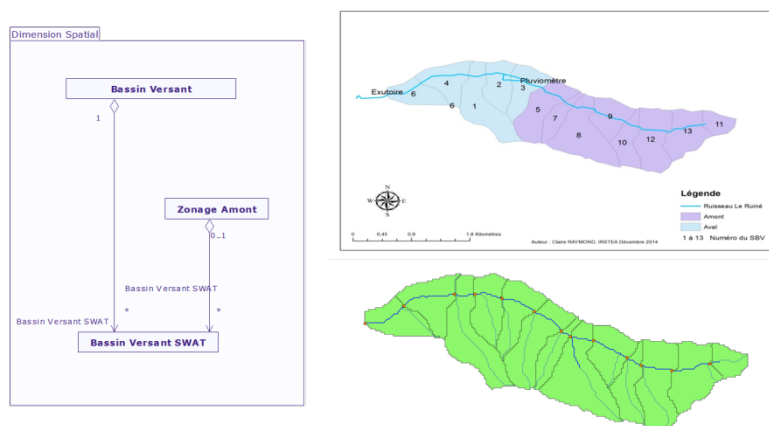 Dimension Spatial
Bassin Versant
1
Zonage Amont
0..1
Bassin Versant SWAT
*
Bassin Versant SWAT
*
Bassin Versant SWAT
Exutoire
Pluviomètre
6
4
2
3
6
1
5
7
8
9
10
12
13
11
N
W
E
S
0 0,45 0,9 1,8 Kilomètres
Légende
Ruisseau Le Ruiné
Amont
Aval
1 à 13 Numéro du SBV
Auteur : Claire RAYMOND, IRSTEA Décembre 2014